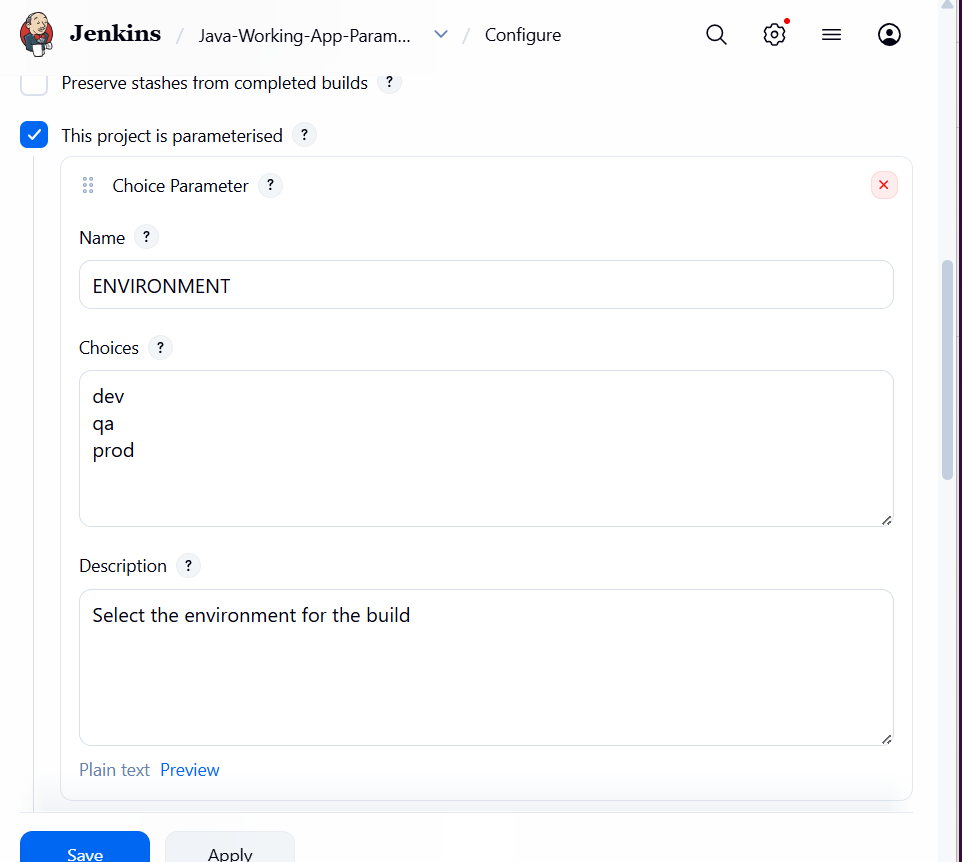 Jenkins / Java-Working-App-Param... / Configure
Preserve stashes from completed builds ?
This project is parameterised ?
Choice Parameter ?
Name ?
ENVIRONMENT
Choices ?
dev
qa
prod
Description ?
Select the environment for the build
Plain text Preview
Save Apply